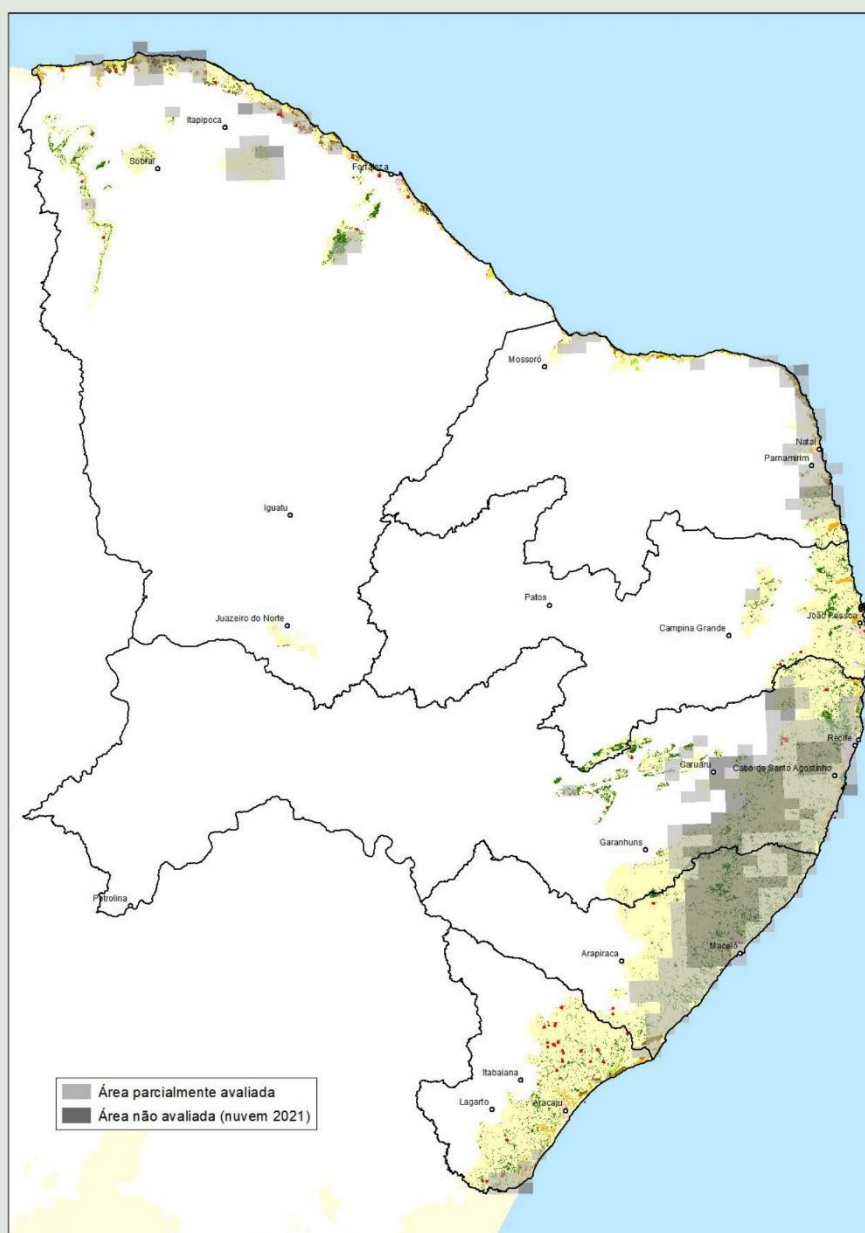 Itapipoca
Sobral
Fortaleza
Mossoró
Natal
Parnamirim
Iguatu
Patos
João Pessoa
Juazeiro do Norte
Campina Grande
Recife
Caruaru
Cabo de Santo Agostinho
Garanhuns
Petrolina
Maceió
Arapiraca
Itabaiana
Lagarto
Aracaju
Área parcialmente avaliada
Área não avaliada (nuvem 2021)